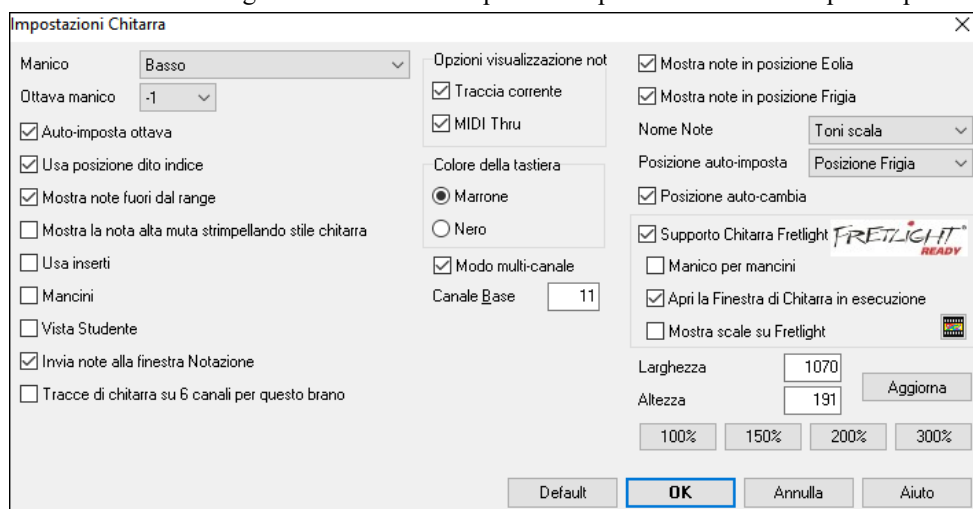 Impostazioni Chitarra
Manico Basso
Ottava manico -1
Auto-imposta ottava
Usa posizione dito indice
Mostra note fuori dal range
Mostra la nota alta muta strimpellando stile chitarra
Usa inserti
Mancini
Vista Studente
Invia note alla finestra Notazione
Tracce di chitarra su 6 canali per questo brano
Opzioni visualizzazione not
Traccia corrente
MIDI Thru
Colore della tastiera
Marrone
Nero
Modo multi-canale
Canale Base 11
Mostra note in posizione Eolia
Mostra note in posizione Frigia
Nome Note Toni scala
Posizione auto-imposta Posizione Frigia
Posizione auto-cambia
Supporto Chitarra Fretlight FRETLIGHT READY
Manico per mancini
Apri la Finestra di Chitarra in esecuzione
Mostra scale su Fretlight
Larghezza 1070
Altezza 191
Aggiorna
100% 150% 200% 300%
Default OK Annulla Aiuto